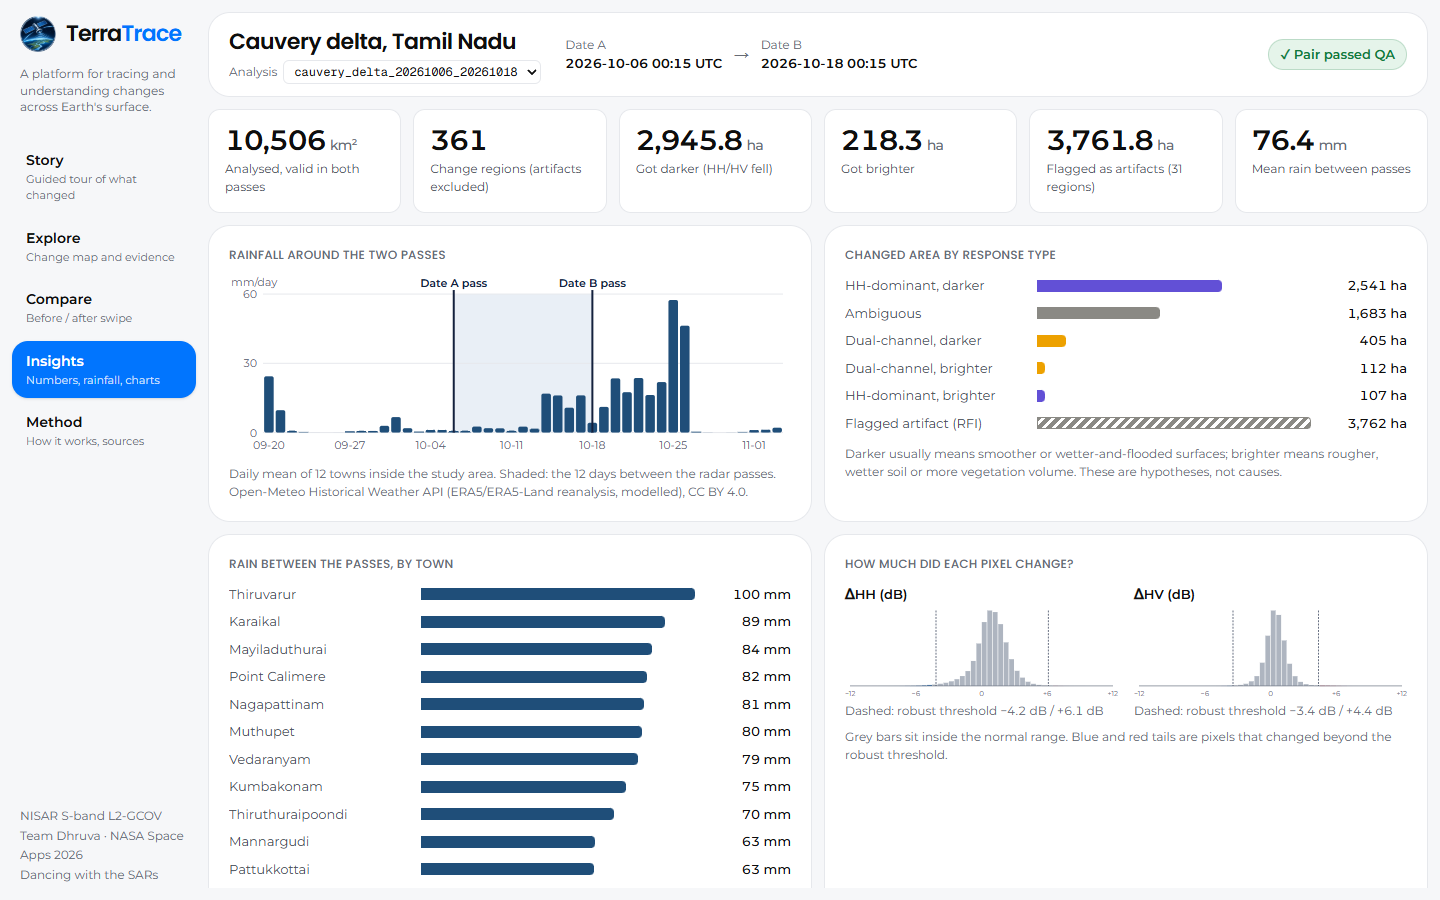 TerraTrace
A platform for tracing and
understanding changes
across Earth's surface.
Story
Guided tour of what
changed
Explore
Change map and evidence
Compare
Before / after swipe
Insights
Numbers, rainfall, charts
Method
How it works, sources
NISAR S-band L2-GCOV
Team Dhruva · NASA Space
Apps 2026
Dancing with the SARs
Cauvery delta, Tamil Nadu
Analysis cauvery_delta_20261006_20261018
Date A
2026-10-06 00:15 UTC
→
Date B
2026-10-18 00:15 UTC
✓ Pair passed QA
10,506 km²
Analysed, valid in both
passes
361
Change regions (artifacts
excluded)
2,945.8 ha
Got darker (HH/HV fell)
218.3 ha
Got brighter
3,761.8 ha
Flagged as artifacts (31
regions)
76.4 mm
Mean rain between passes
RAINFALL AROUND THE TWO PASSES
mm/day
Date A pass
Date B pass
60
30
0
09-20 09-27 10-04 10-11 10-18 10-25 11-01
Daily mean of 12 towns inside the study area. Shaded: the 12 days between the radar passes.
Open-Meteo Historical Weather API (ERA5/ERA5-Land reanalysis, modelled), CC BY 4.0.
CHANGED AREA BY RESPONSE TYPE
HH-dominant, darker 2,541 ha
Ambiguous 1,683 ha
Dual-channel, darker 405 ha
Dual-channel, brighter 112 ha
HH-dominant, brighter 107 ha
Flagged artifact (RFI) 3,762 ha
Darker usually means smoother or wetter-and-flooded surfaces; brighter means rougher,
wetter soil or more vegetation volume. These are hypotheses, not causes.
RAIN BETWEEN THE PASSES, BY TOWN
Thiruvarur 100 mm
Karaikal 89 mm
Mayiladuthurai 84 mm
Point Calimere 82 mm
Nagapattinam 81 mm
Muthupet 80 mm
Vedaranyam 79 mm
Kumbakonam 75 mm
Thiruthuraipoondi 70 mm
Mannargudi 63 mm
Pattukkottai 63 mm
HOW MUCH DID EACH PIXEL CHANGE?
ΔHH (dB)
−12 −6 0 +6 +12
Dashed: robust threshold −4.2 dB / +6.1 dB
ΔHV (dB)
−12 −6 0 +6 +12
Dashed: robust threshold −3.4 dB / +4.4 dB
Grey bars sit inside the normal range. Blue and red tails are pixels that changed beyond the
robust threshold.